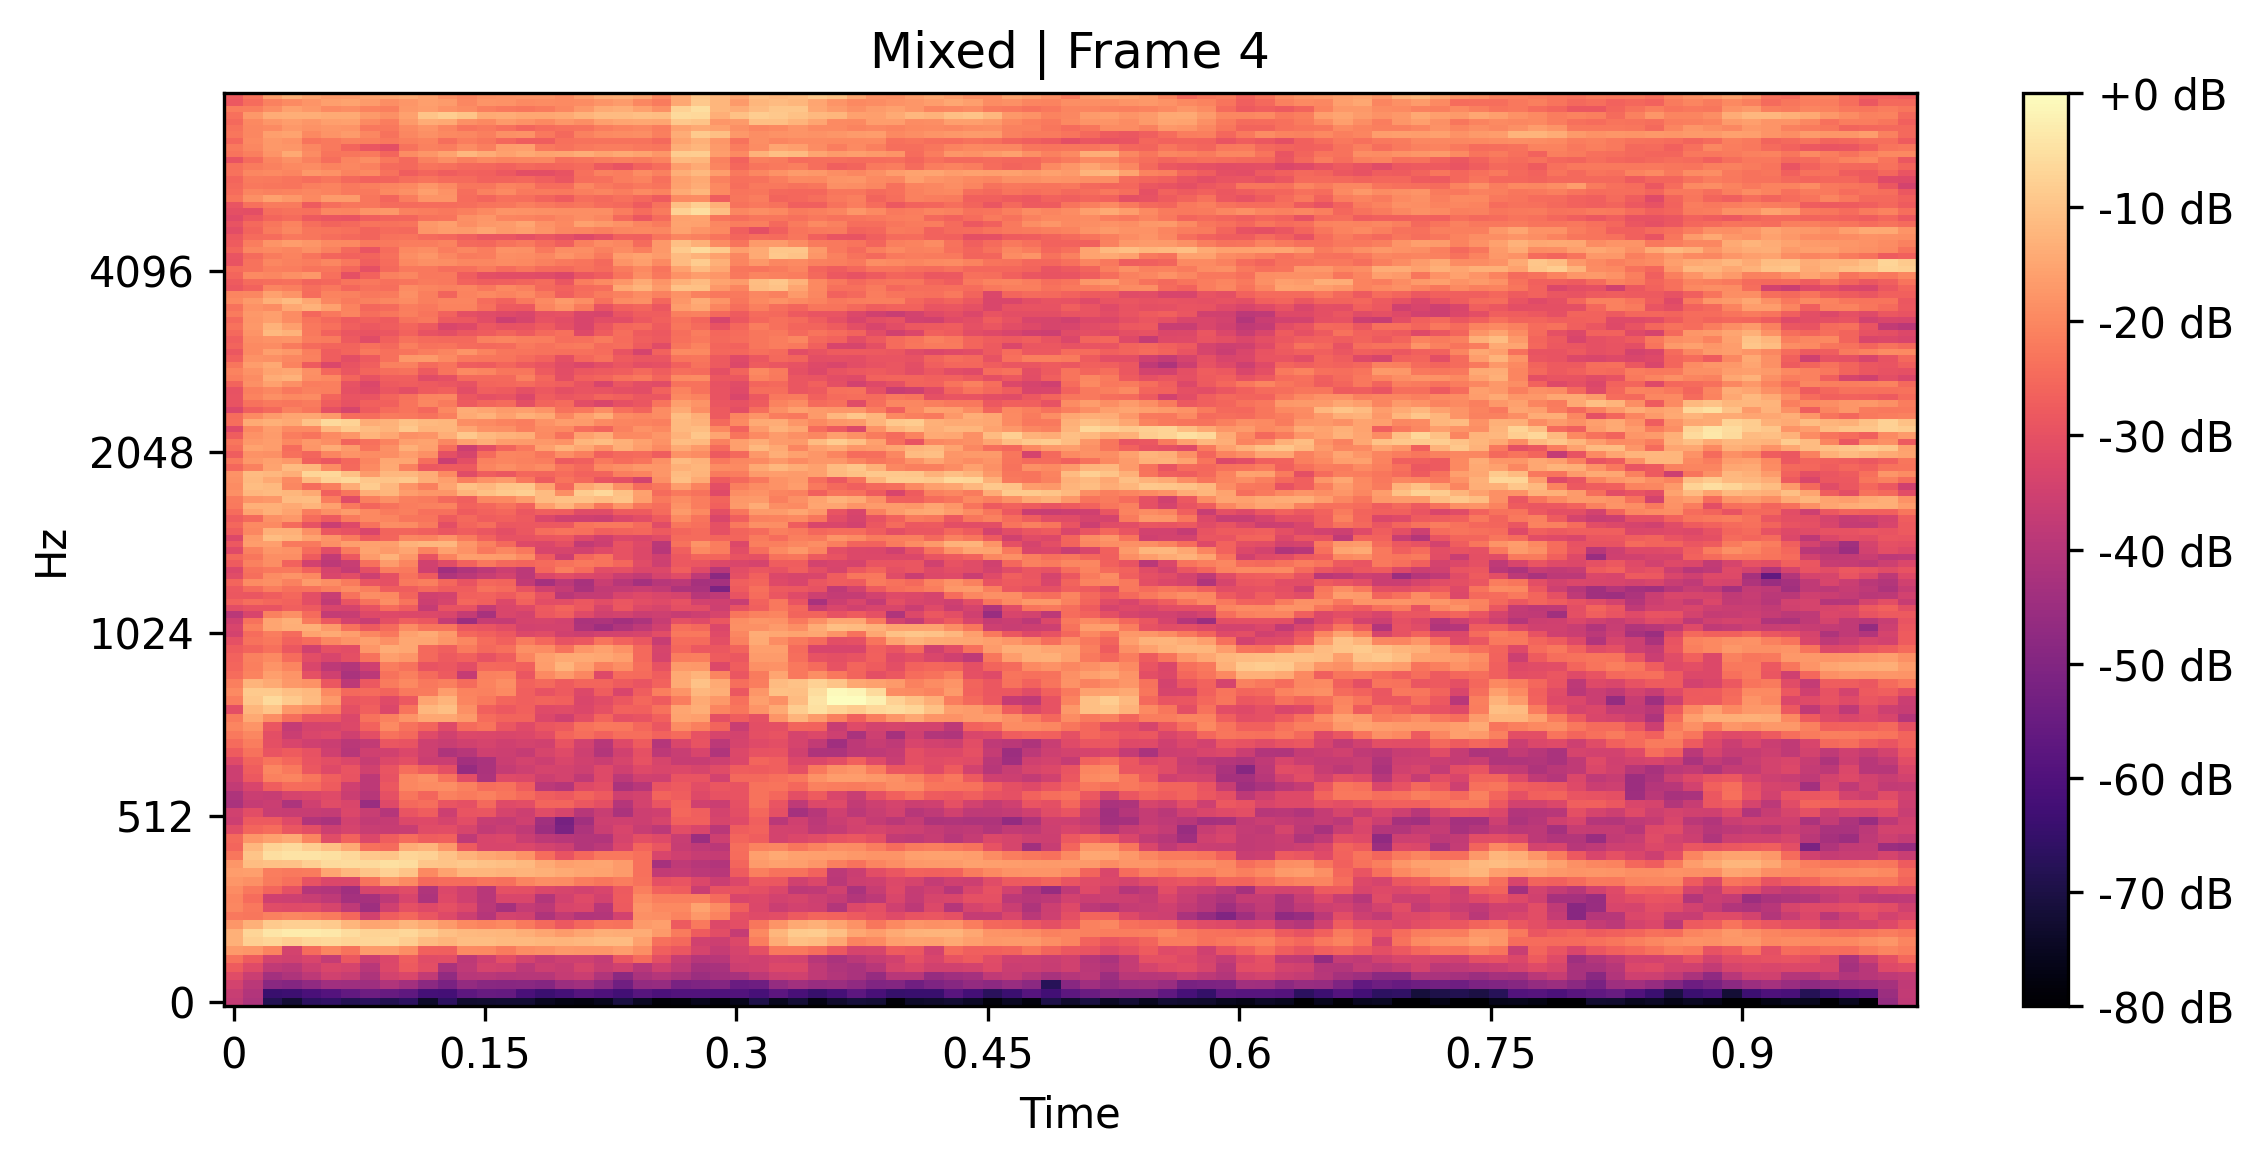 Mixed | Frame 4
Hz
4096
2048
1024
512
0
0 0.15 0.3 0.45 0.6 0.75 0.9
Time
+0 dB
-10 dB
-20 dB
-30 dB
-40 dB
-50 dB
-60 dB
-70 dB
-80 dB